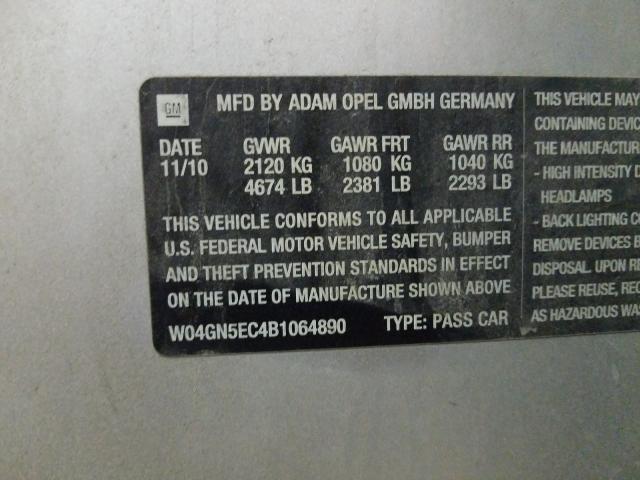 GM
MFD BY ADAM OPEL GMBH GERMANY
DATE GVWR GAWR FRT GAWR RR
11/10 2120 KG 1080 KG 1040 KG
4674 LB 2381 LB 2293 LB
THIS VEHICLE CONFORMS TO ALL APPLICABLE
U.S. FEDERAL MOTOR VEHICLE SAFETY, BUMPER
AND THEFT PREVENTION STANDARDS IN EFFECT
ON THE DATE OF MANUFACTURE SHOWN ABOVE
W04GN5EC4B1064890 TYPE: PASS CAR
THIS VEHICLE MAY
CONTAINING DEVIC
THE MANUFACTUR
- HIGH INTENSITY D
HEADLAMPS
- BACK LIGHTING C
REMOVE DEVICES B
DISPOSAL. UPON R
PLEASE REUSE, REC
AS HAZARDOUS WAS